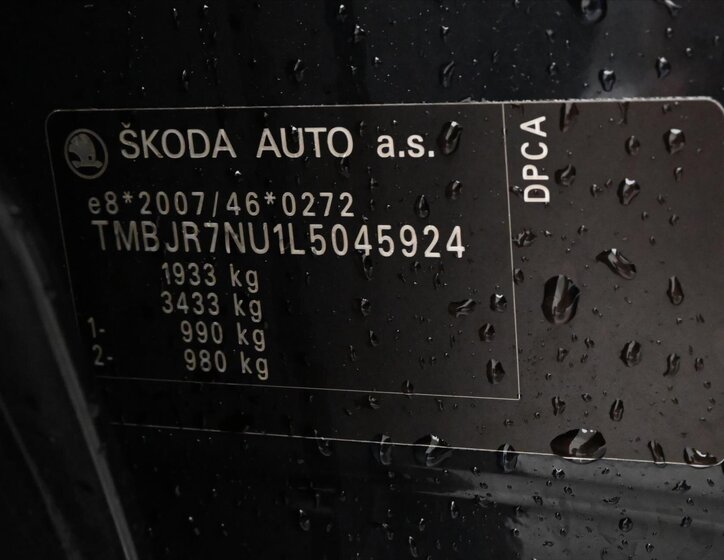 ŠKODA AUTO a.s.
e8*2007/46*0272
TMBJR7NU1L5045924
1933 kg
3433 kg
1- 990 kg
2- 980 kg
DPCA